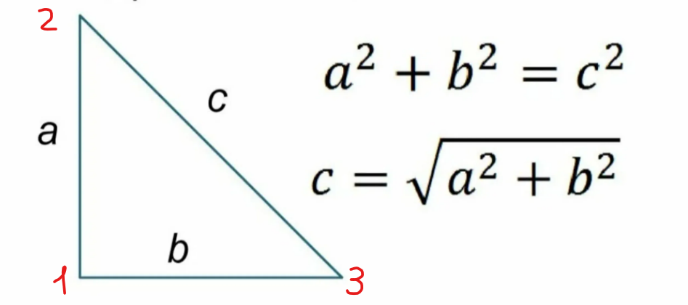 2
a² + b² = c²
c
a
c = √(a² + b²)
b
1
3